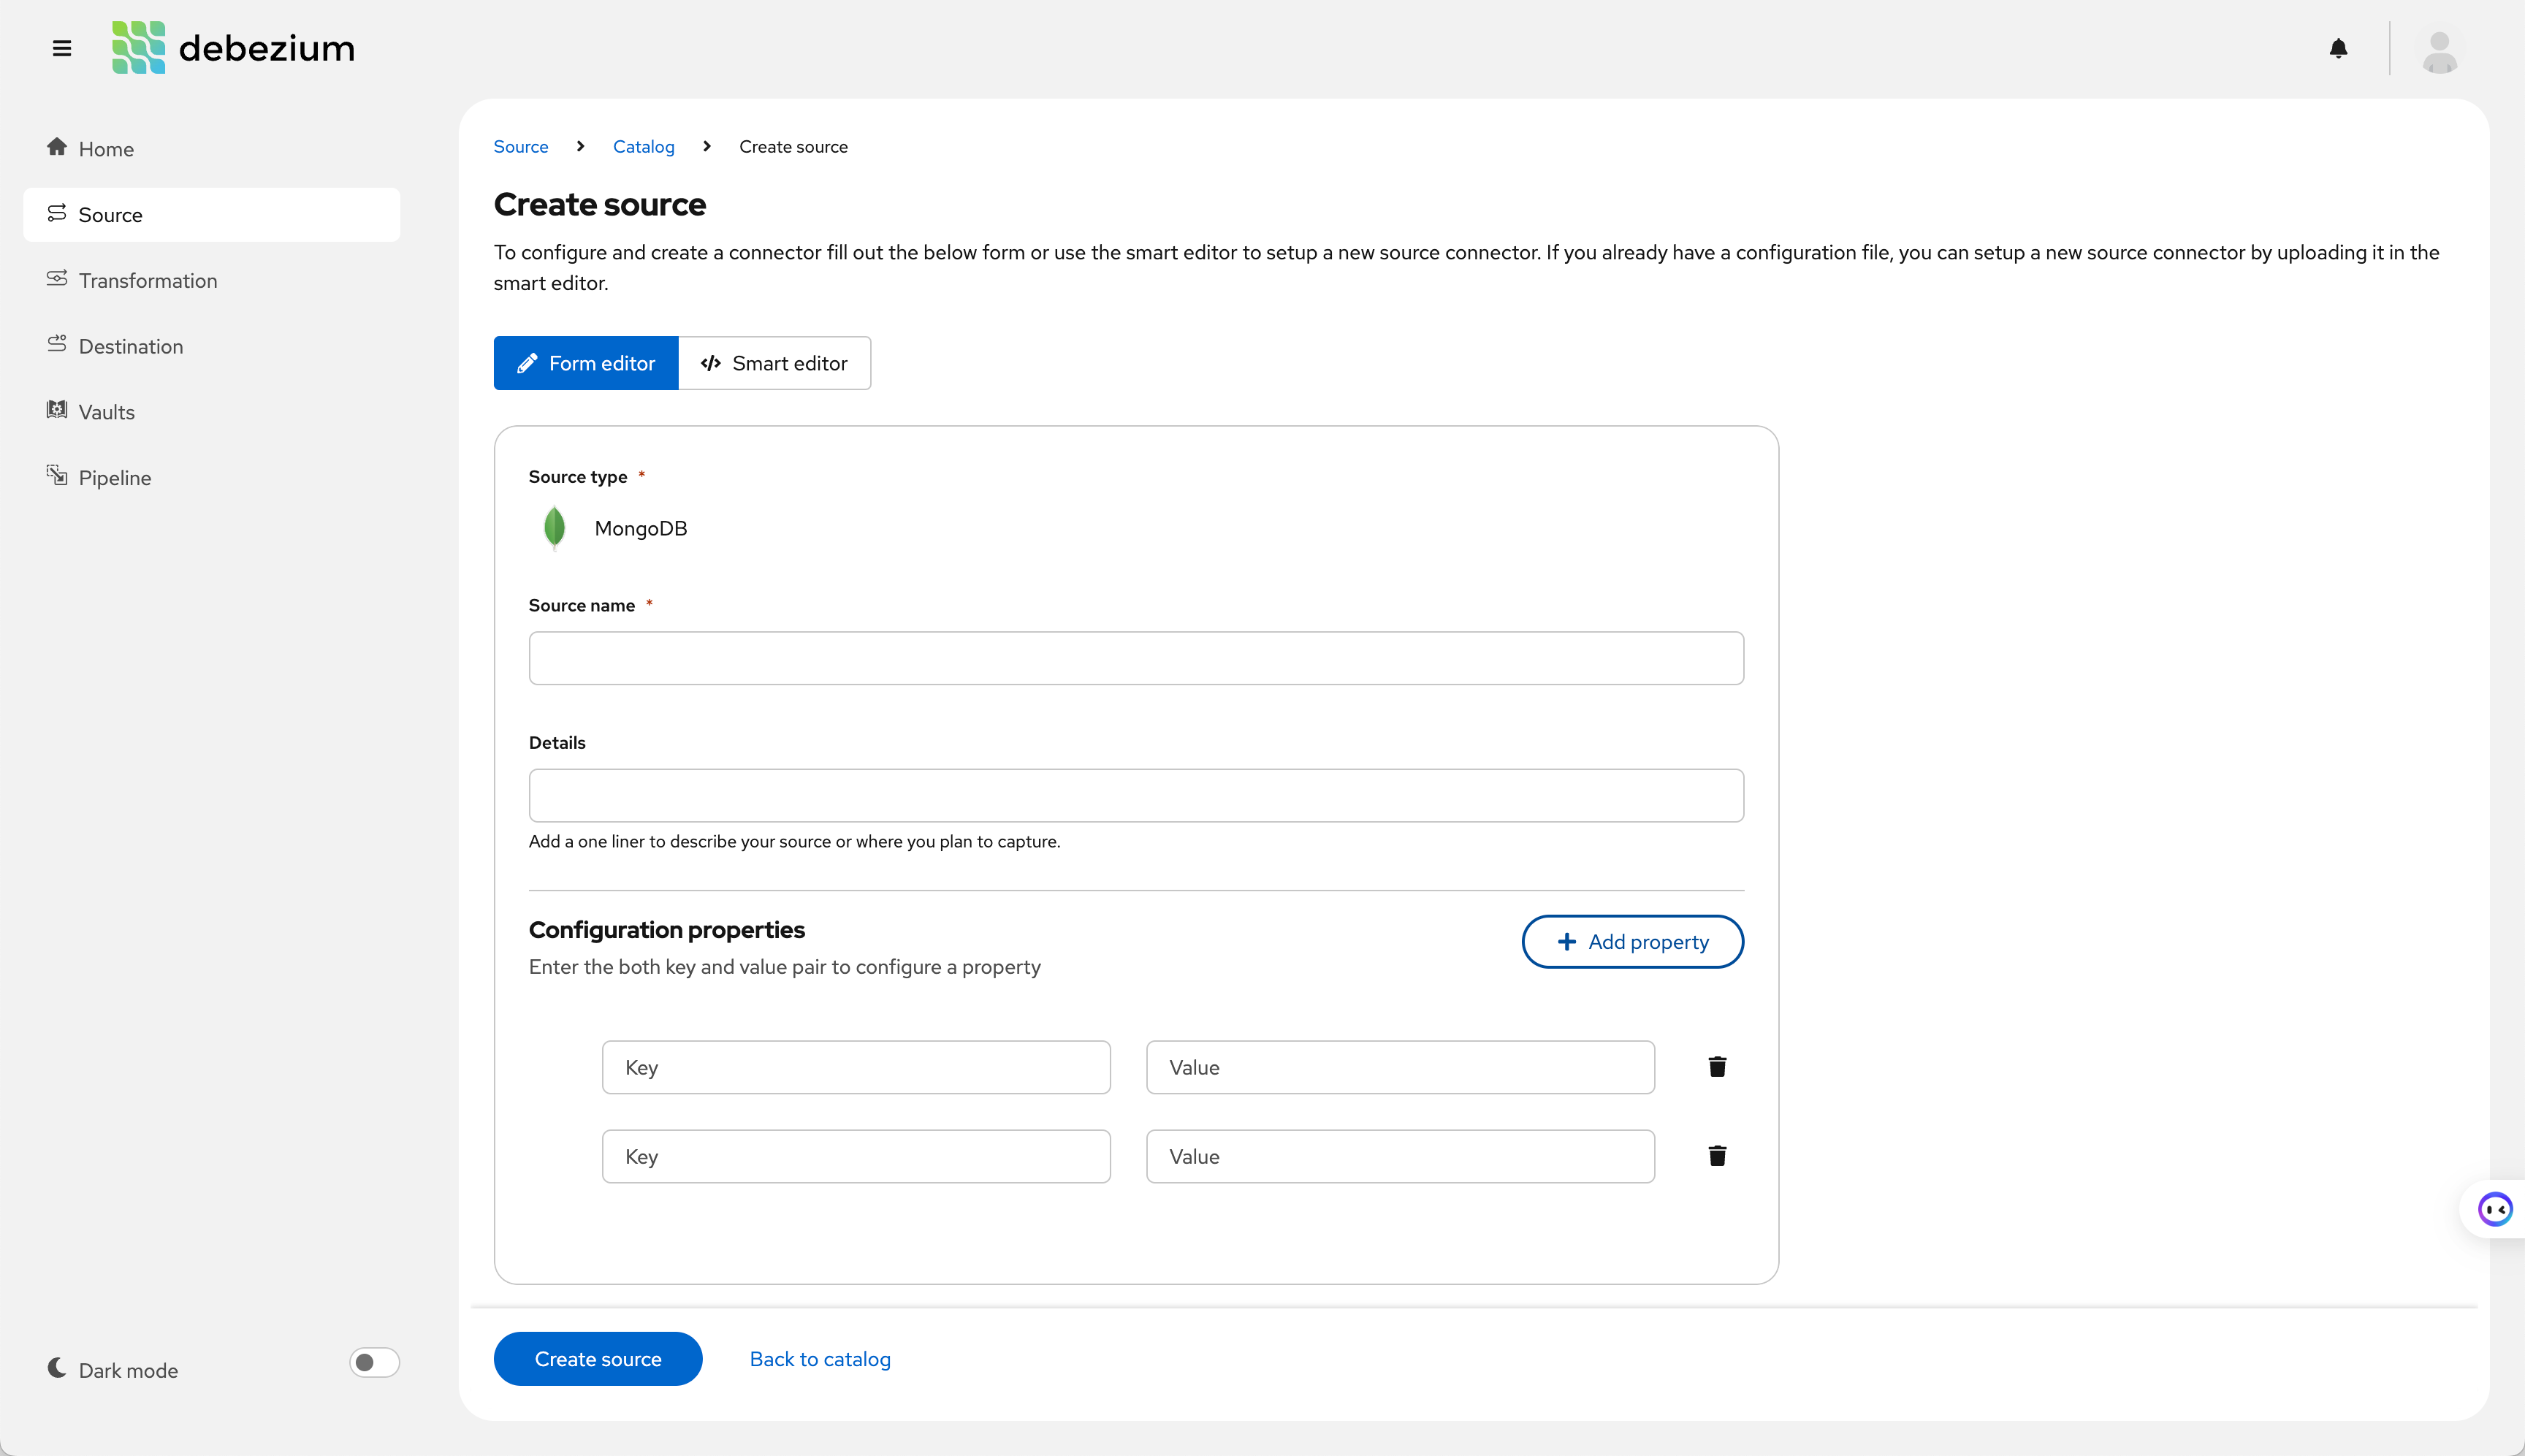 debezium
Home
Source
Transformation
Destination
Vaults
Pipeline
Dark mode
Source > Catalog > Create source
Create source
To configure and create a connector fill out the below form or use the smart editor to setup a new source connector. If you already have a configuration file, you can setup a new source connector by uploading it in the
smart editor.
Form editor Smart editor
Source type *
MongoDB
Source name *
Details
Add a one liner to describe your source or where you plan to capture.
Configuration properties
Add property
Enter the both key and value pair to configure a property
Key Value
Key Value
Create source Back to catalog